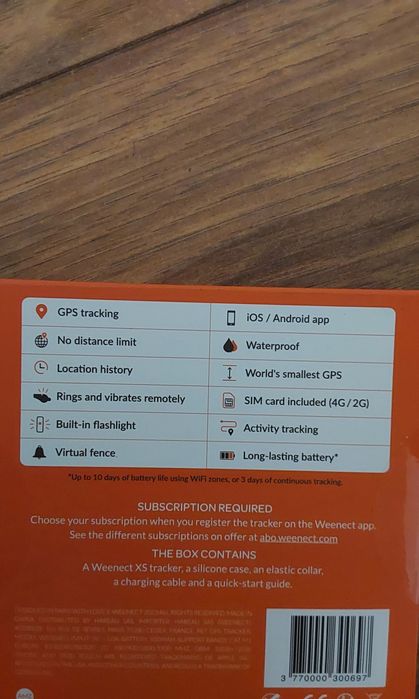 GPS tracking
No distance limit
Location history
Rings and vibrates remotely
Built-in flashlight
Virtual fence
iOS / Android app
Waterproof
World's smallest GPS
SIM card included (4G / 2G)
Activity tracking
Long-lasting battery*
*Up to 10 days of battery life using WiFi zones, or 3 days of continuous tracking.
SUBSCRIPTION REQUIRED
Choose your subscription when you register the tracker on the Weenect app.
See the different subscriptions on offer at abo.weenect.com
THE BOX CONTAINS
A Weenect XS tracker, a silicone case, an elastic collar,
a charging cable and a quick-start guide.
3 770000 300697